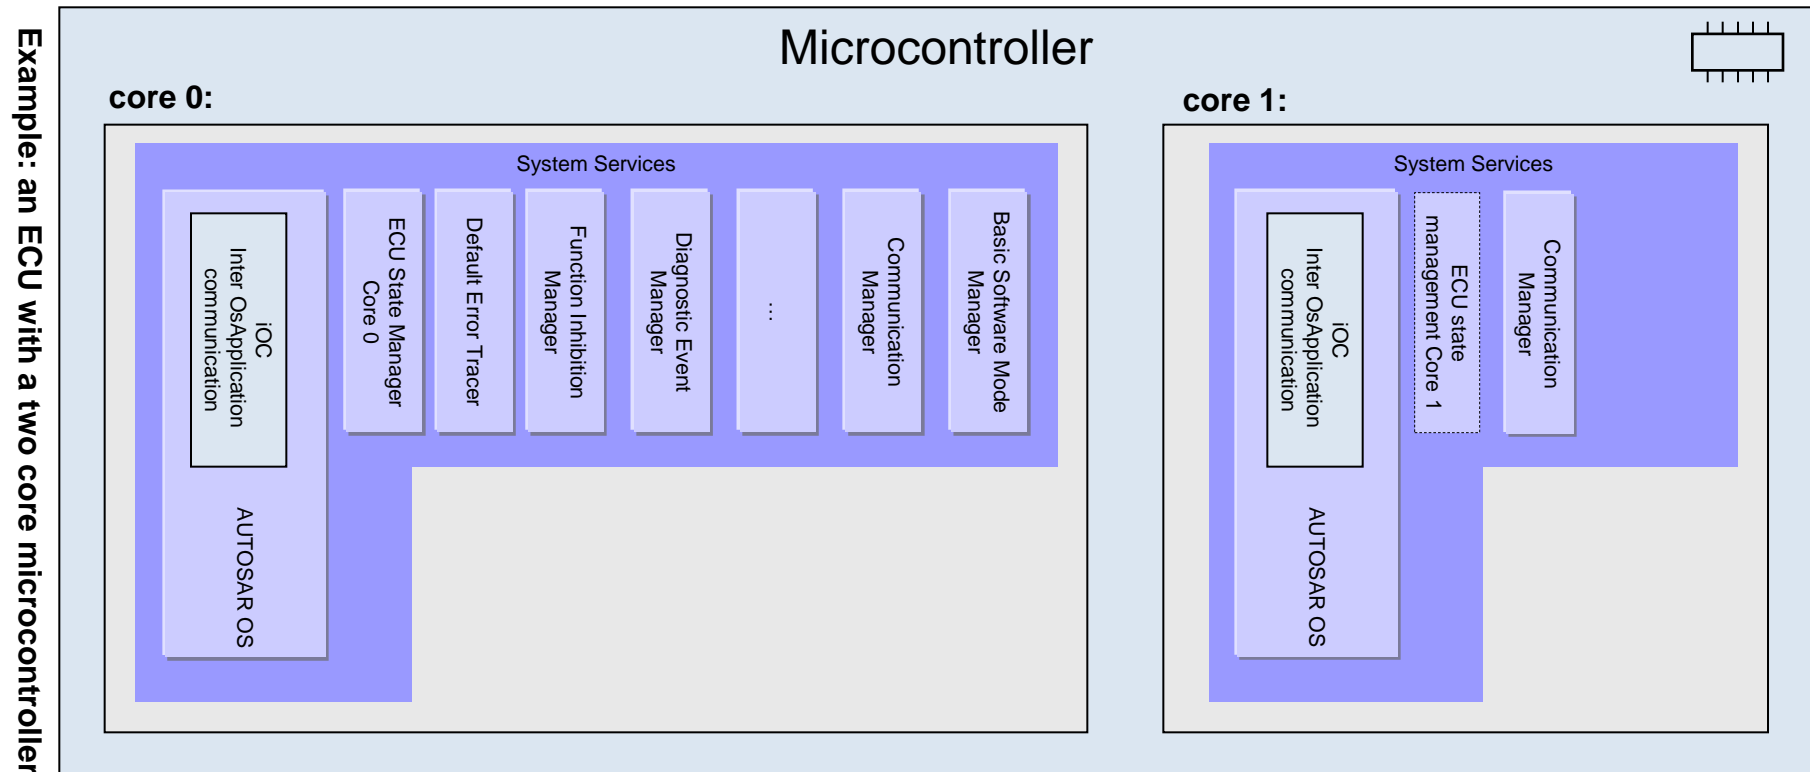 Example: an ECU with a two core microcontroller
Microcontroller
core 0:
System Services
iOC
Inter OsApplication
communication
AUTOSAR OS
ECU State Manager
Core 0
Default Error Tracer
Function Inhibition
Manager
Diagnostic Event
Manager
...
Communication
Manager
Basic Software Mode
Manager
core 1:
System Services
iOC
Inter OsApplication
communication
AUTOSAR OS
ECU state
management Core 1
Communication
Manager